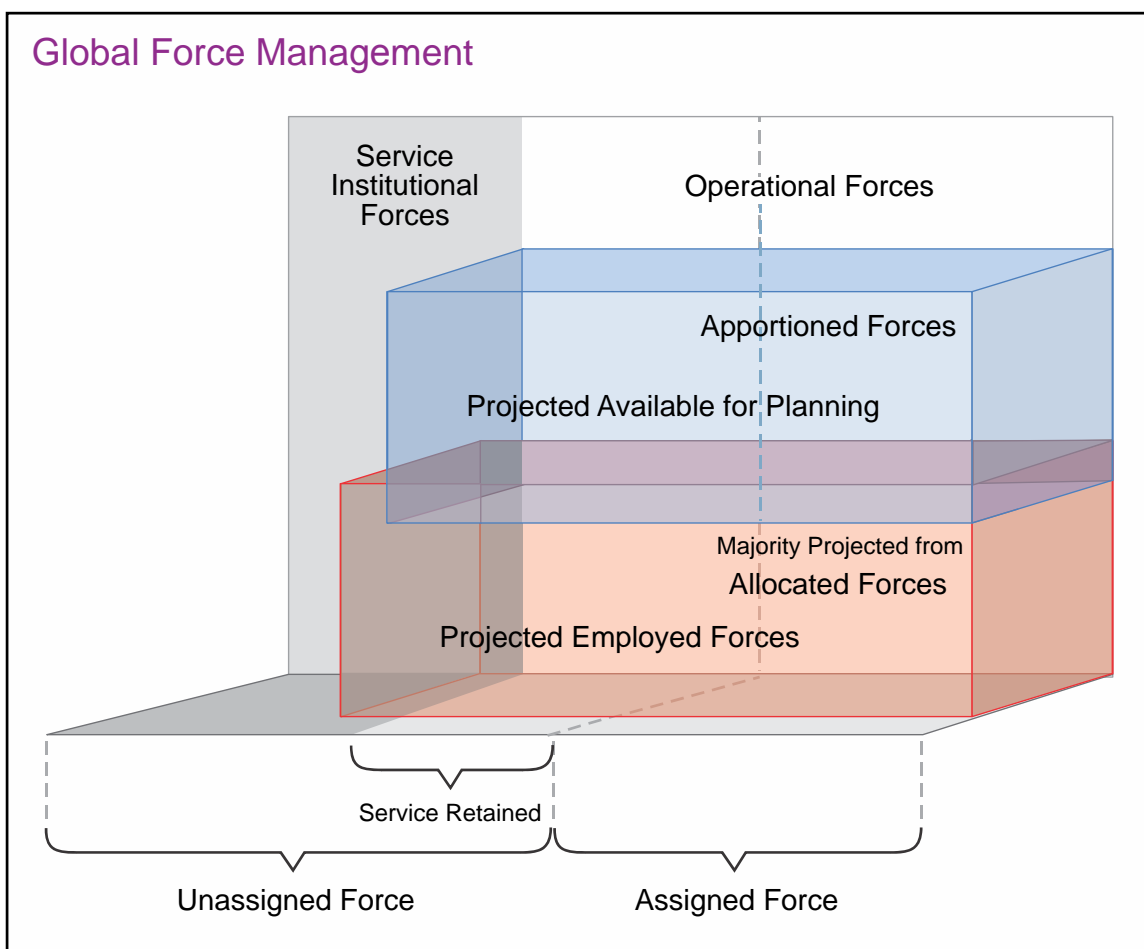 Global Force Management
Service
Institutional
Forces
Operational Forces
Apportioned Forces
Projected Available for Planning
Majority Projected from
Allocated Forces
Projected Employed Forces
Service Retained
Unassigned Force
Assigned Force